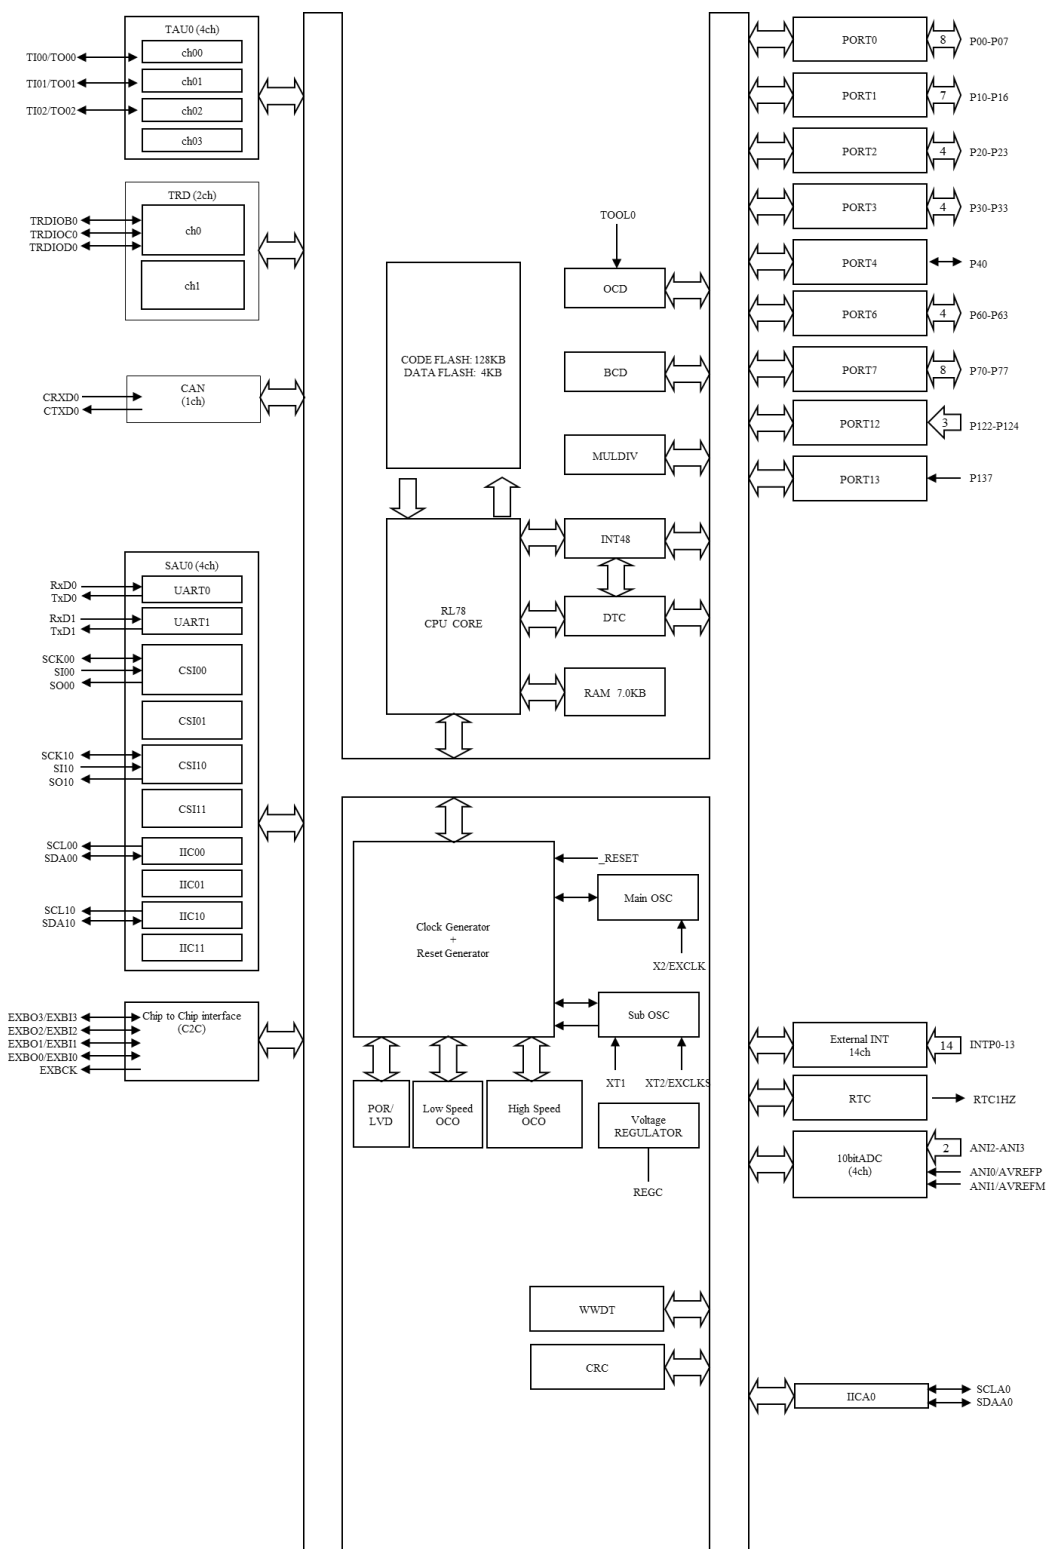 TAU0 (4ch)
TI00/TO00
ch00
TI01/TO01
ch01
TI02/TO02
ch02
ch03
TRD (2ch)
TRDIOB0
TRDIOC0
TRDIOD0
ch0
ch1
CAN
(1ch)
CRXD0
CTXD0
SAU0 (4ch)
RxD0
TxD0
UART0
RxD1
TxD1
UART1
SCK00
SI00
SO00
CSI00
CSI01
SCK10
SI10
SO10
CSI10
CSI11
SCL00
SDA00
IIC00
IIC01
SCL10
SDA10
IIC10
IIC11
EXBO3/EXBI3
EXBO2/EXBI2
EXBO1/EXBI1
EXBO0/EXBI0
EXBCK
Chip to Chip interface
(C2C)
CODE FLASH: 128KB
DATA FLASH: 4KB
RL78
CPU CORE
TOOL0
OCD
BCD
MULDIV
INT48
DTC
RAM 7.0KB
Clock Generator
+
Reset Generator
_RESET
Main OSC
X2/EXCLK
Sub OSC
XT1
XT2/EXCLKS
POR/
LVD
Low Speed
OCO
High Speed
OCO
Voltage
REGULATOR
REGC
WWDT
CRC
PORT0
8
P00-P07
PORT1
7
P10-P16
PORT2
4
P20-P23
PORT3
4
P30-P33
PORT4
P40
PORT6
4
P60-P63
PORT7
8
P70-P77
PORT12
3
P122-P124
PORT13
P137
External INT
14ch
14
INTP0-13
RTC
RTC1HZ
10bitADC
(4ch)
2
ANI2-ANI3
ANI0/AVREFP
ANI1/AVREFM
IICA0
SCLA0
SDAA0